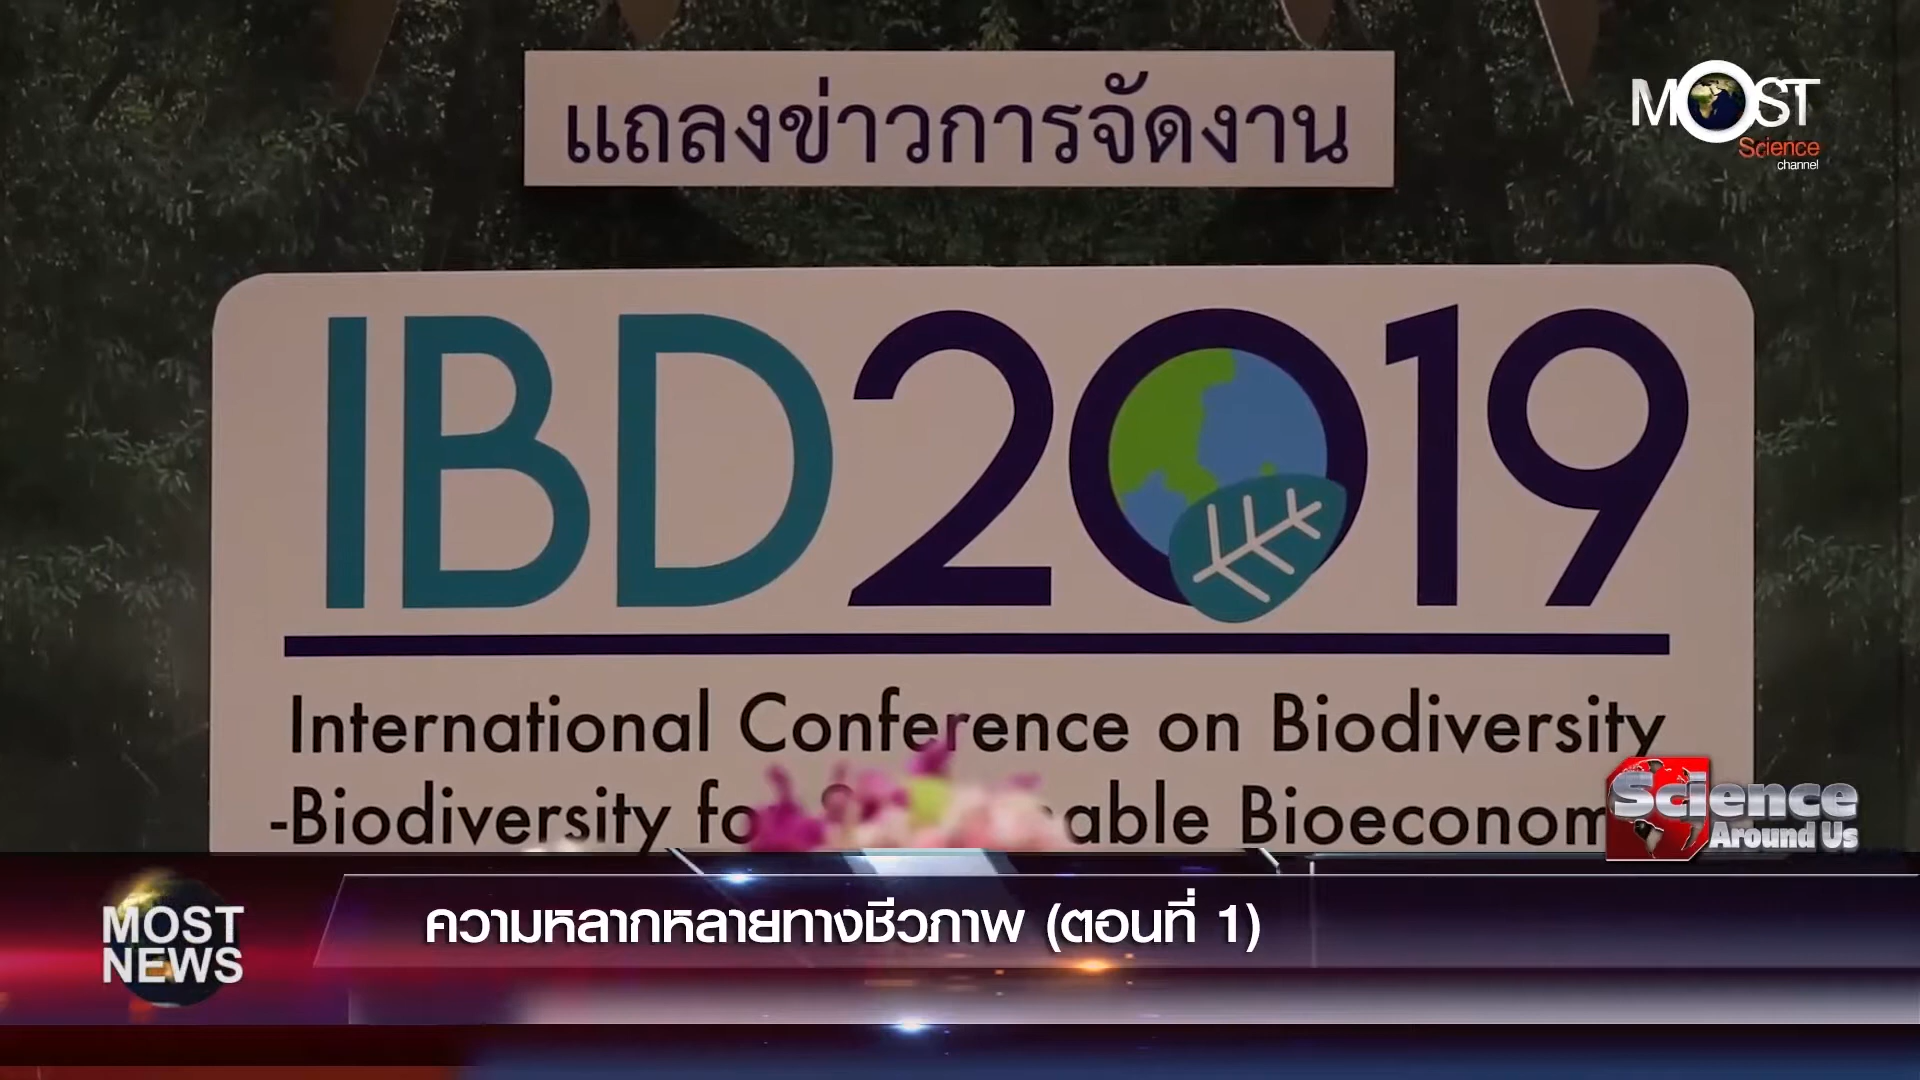 แถลงข่าวการจัดงาน
MOST
Science
channel
IBD2019
International Conference on Biodiversity
-Biodiversity Bioeconom
Science
Around Us
MOST
NEWS
ความหลากหลายทางชีวภาพ (ตอนที่ 1)